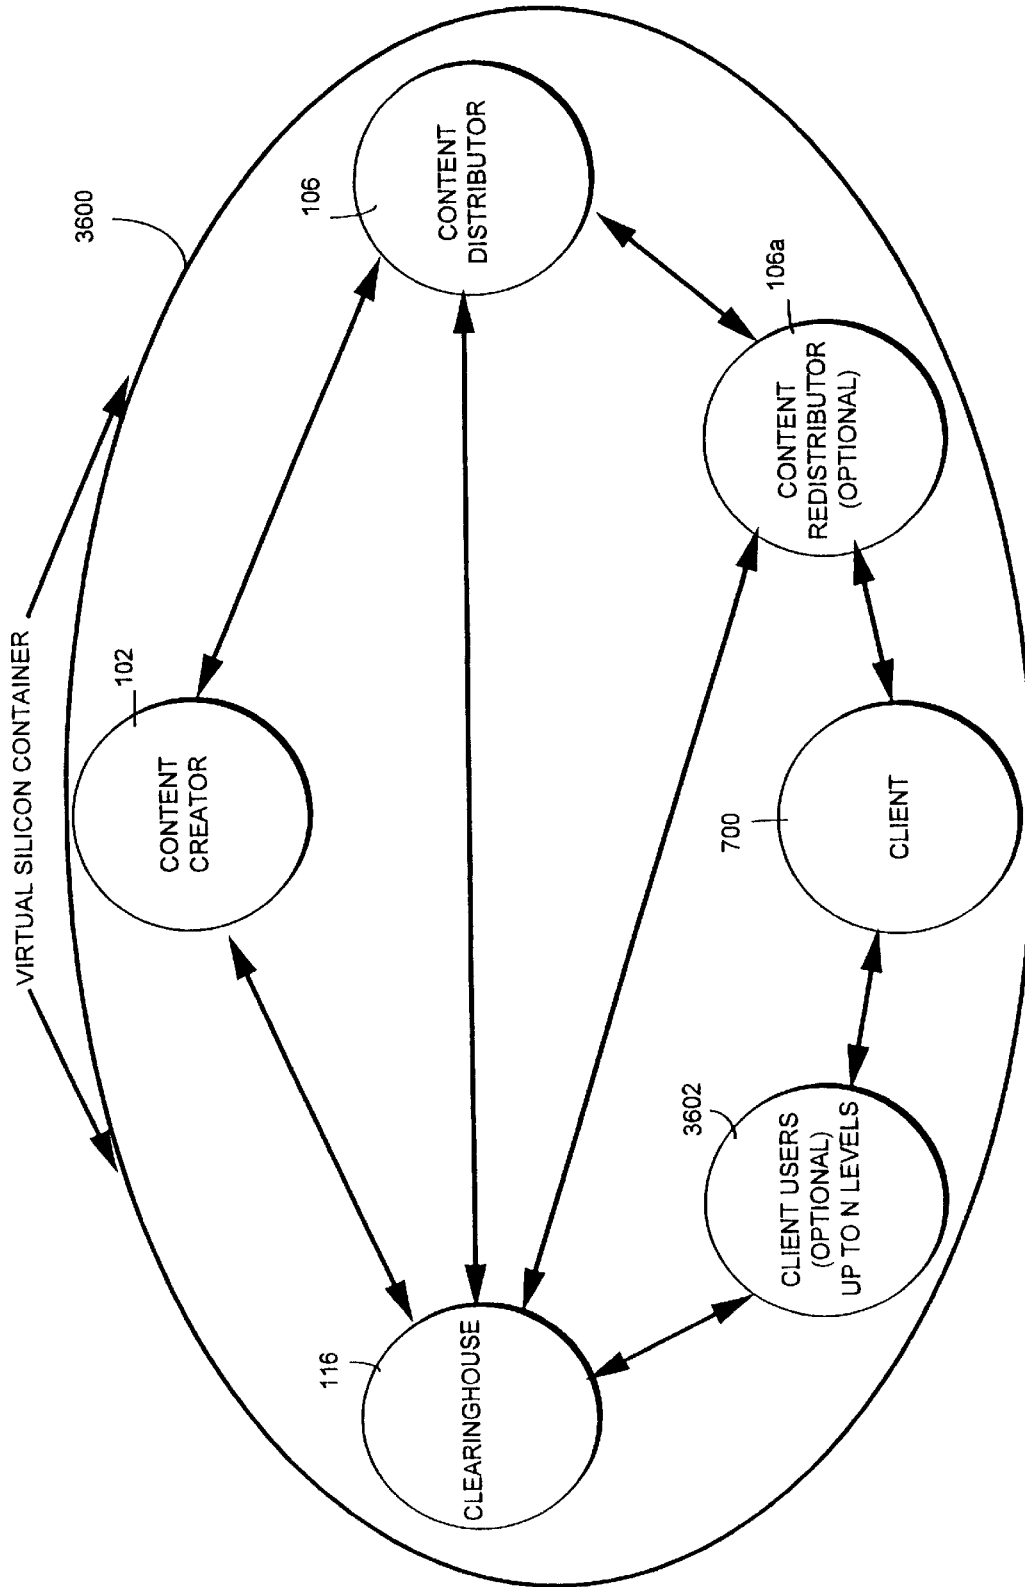 VIRTUAL SILICON CONTAINER
3600
102
CONTENT
CREATOR
106
CONTENT
DISTRIBUTOR
116
CLEARINGHOUSE
106a
CONTENT
REDISTRIBUTOR
(OPTIONAL)
3602
CLIENT USERS
(OPTIONAL)
UP TO N LEVELS
700
CLIENT